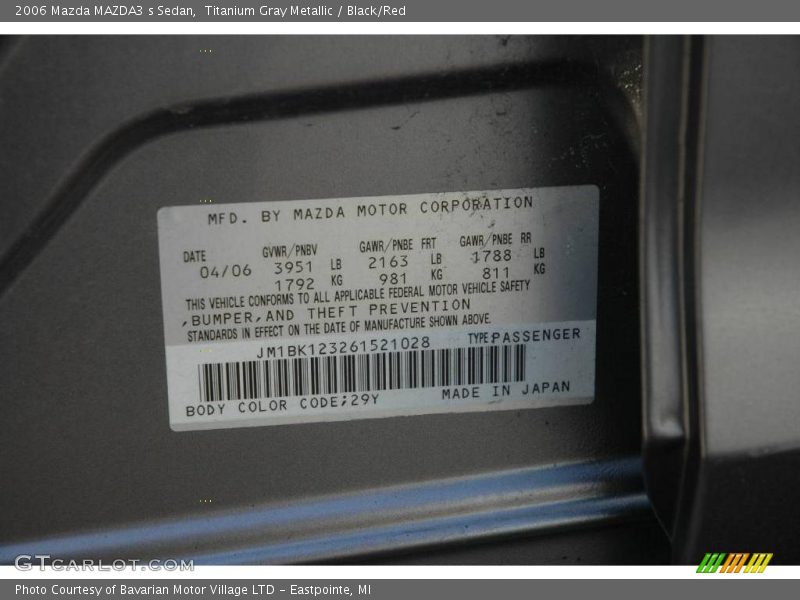 2006 Mazda MAZDA3 s Sedan,  Titanium Gray Metallic / Black/Red
MFD. BY MAZDA MOTOR CORPORATION
DATE GVWR/PNBV GAWR/PNBE FRT GAWR/PNBE RR
04/06 3951 LB 2163 LB 1788 LB
1792 KG 981 KG 811 KG
THIS VEHICLE CONFORMS TO ALL APPLICABLE FEDERAL MOTOR VEHICLE SAFETY
,BUMPER,AND THEFT PREVENTION
STANDARDS IN EFFECT ON THE DATE OF MANUFACTURE SHOWN ABOVE.
JM1BK123261521028 TYPE:PASSENGER
BODY COLOR CODE;29Y MADE IN JAPAN
GTCARLOT.COM
Photo Courtesy of Bavarian Motor Village LTD - Eastpointe, MI